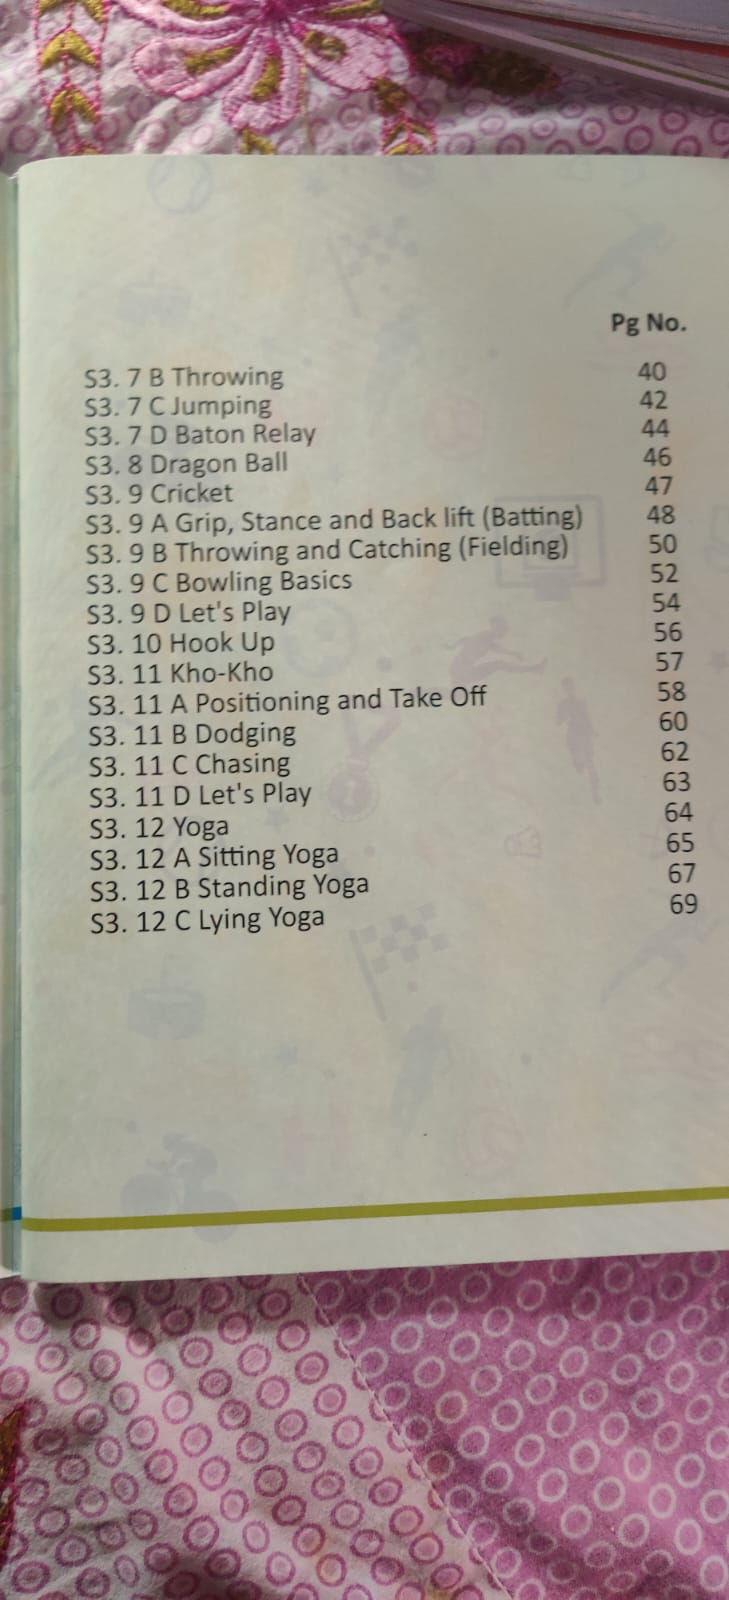 Pg No.
S3. 7 B Throwing 40
S3. 7 C Jumping 42
S3. 7 D Baton Relay 44
S3. 8 Dragon Ball 46
S3. 9 Cricket 47
S3. 9 A Grip, Stance and Back lift (Batting) 48
S3. 9 B Throwing and Catching (Fielding) 50
S3. 9 C Bowling Basics 52
S3. 9 D Let's Play 54
S3. 10 Hook Up 56
S3. 11 Kho-Kho 57
S3. 11 A Positioning and Take Off 58
S3. 11 B Dodging 60
S3. 11 C Chasing 62
S3. 11 D Let's Play 63
S3. 12 Yoga 64
S3. 12 A Sitting Yoga 65
S3. 12 B Standing Yoga 67
S3. 12 C Lying Yoga 69